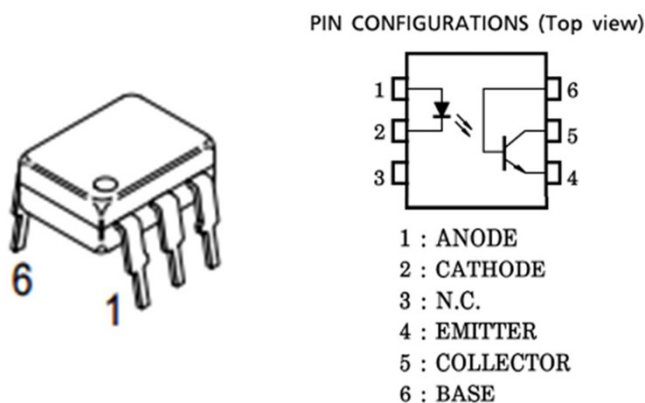 PIN CONFIGURATIONS (Top view)
1
6
2
5
3
4
6
1
1 : ANODE
2 : CATHODE
3 : N.C.
4 : EMITTER
5 : COLLECTOR
6 : BASE